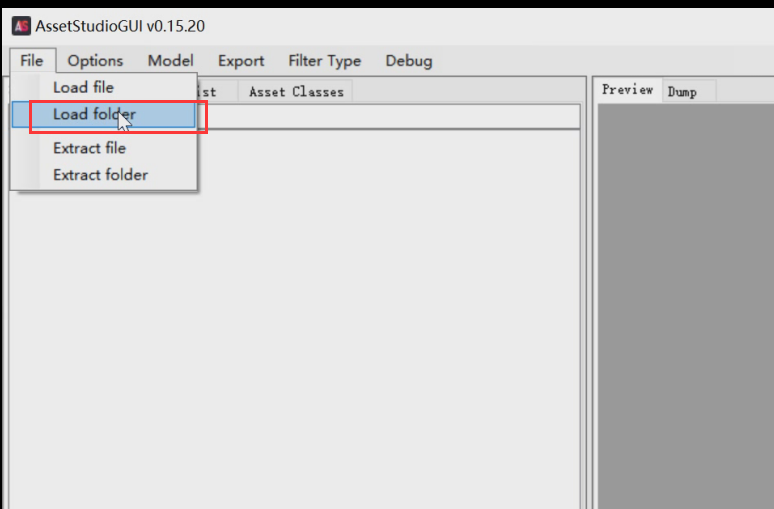 AS AssetStudioGUI v0.15.20
File Options Model Export Filter Type Debug
Load file
ist Asset Classes
Load folder
Extract file
Extract folder
Preview Dump